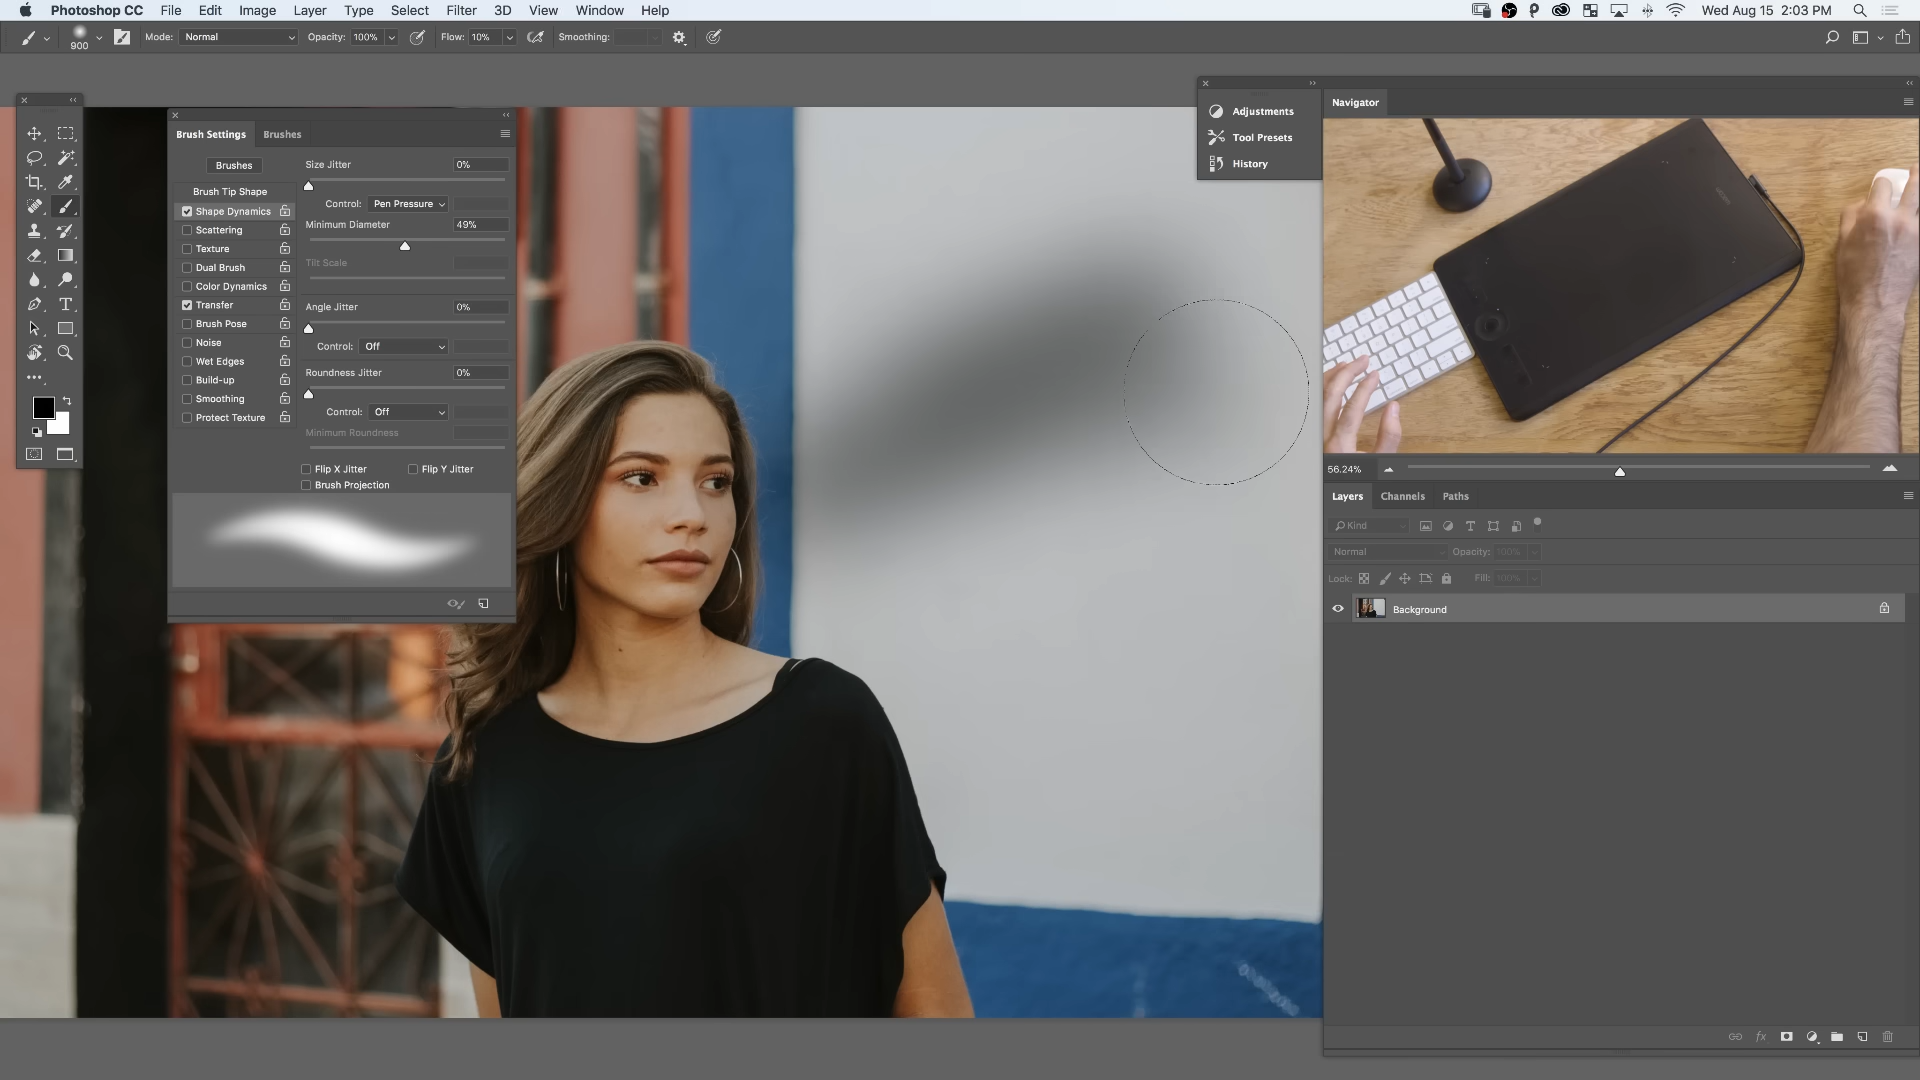 Photoshop CC File Edit Image Layer Type Select Filter 3D View Window Help Wed Aug 15 2:03 PM
900 Mode: Normal Opacity: 100% Flow: 10% Smoothing:
Brush Settings Brushes
Brushes
Brush Tip Shape
Shape Dynamics
Scattering
Texture
Dual Brush
Color Dynamics
Transfer
Brush Pose
Noise
Wet Edges
Build-up
Smoothing
Protect Texture
Size Jitter 0%
Control: Pen Pressure
Minimum Diameter 49%
Tilt Scale
Angle Jitter 0%
Control: Off
Roundness Jitter 0%
Control: Off
Minimum Roundness
Flip X Jitter Flip Y Jitter
Brush Projection
Adjustments
Tool Presets
History
Navigator
56.24%
Layers Channels Paths
Kind
Normal Opacity: 100%
Lock: Fill: 100%
Background
fx